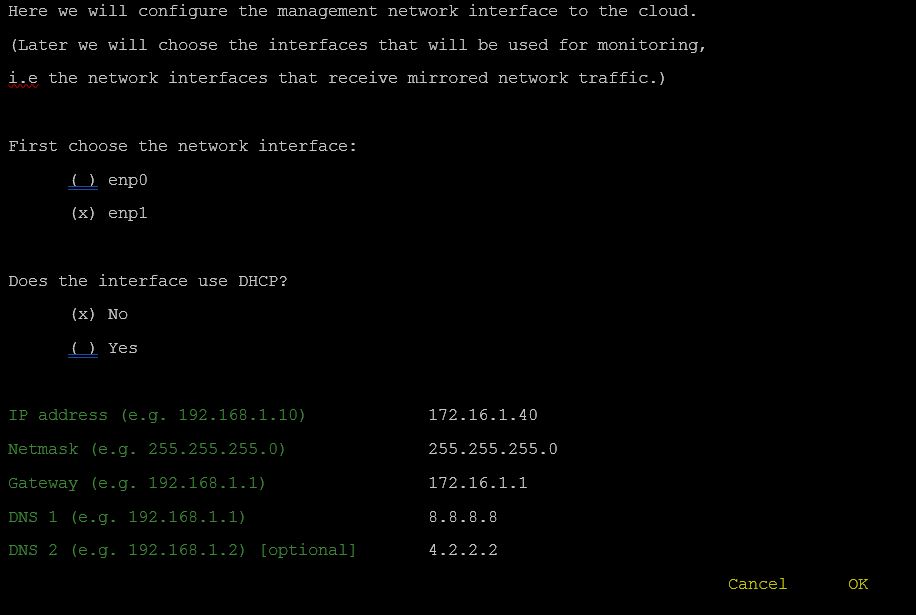 Here we will configure the management network interface to the cloud.
(Later we will choose the interfaces that will be used for monitoring,
i.e the network interfaces that receive mirrored network traffic.)
First choose the network interface:
( ) enp0
(x) enp1
Does the interface use DHCP?
(x) No
( ) Yes
IP address (e.g. 192.168.1.10) 172.16.1.40
Netmask (e.g. 255.255.255.0) 255.255.255.0
Gateway (e.g. 192.168.1.1) 172.16.1.1
DNS 1 (e.g. 192.168.1.1) 8.8.8.8
DNS 2 (e.g. 192.168.1.2) [optional] 4.2.2.2
Cancel OK